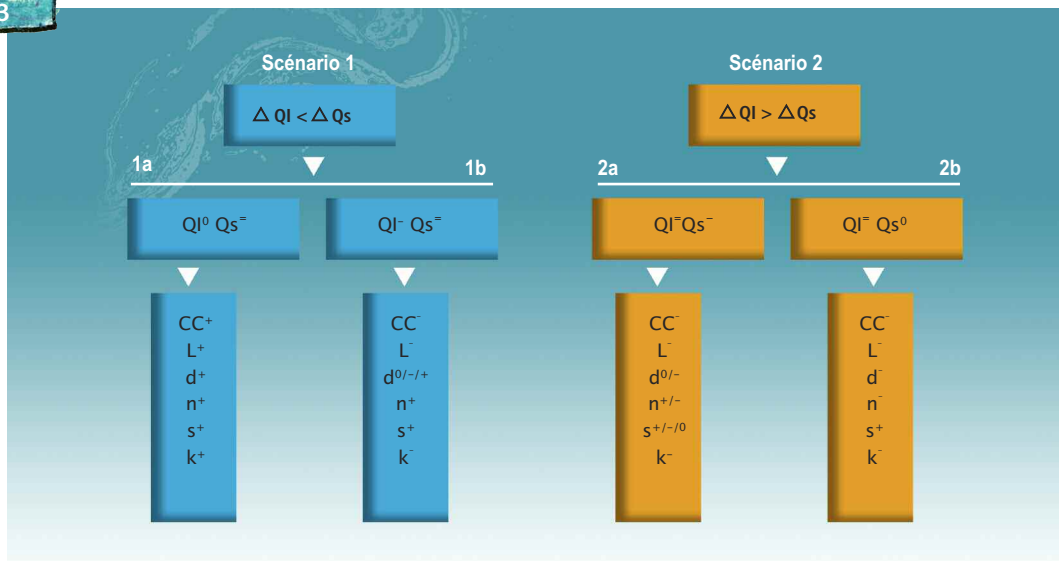 3
Scénario 1
△ Ql < △ Qs
1a
1b
Ql⁰ Qs⁼
Ql⁻ Qs⁼
CC⁺
L⁺
d⁺
n⁺
s⁺
k⁺
CC⁻
L⁻
d⁰/⁻/⁺
n⁺
s⁺
k⁻
Scénario 2
△ Ql > △ Qs
2a
2b
Ql⁼Qs⁻
Ql⁼ Qs⁰
CC⁻
L⁻
d⁰/⁻
n⁺/⁻
s⁺/⁻/⁰
k⁻
CC⁻
L⁻
d⁻
n⁻
s⁺
k⁻